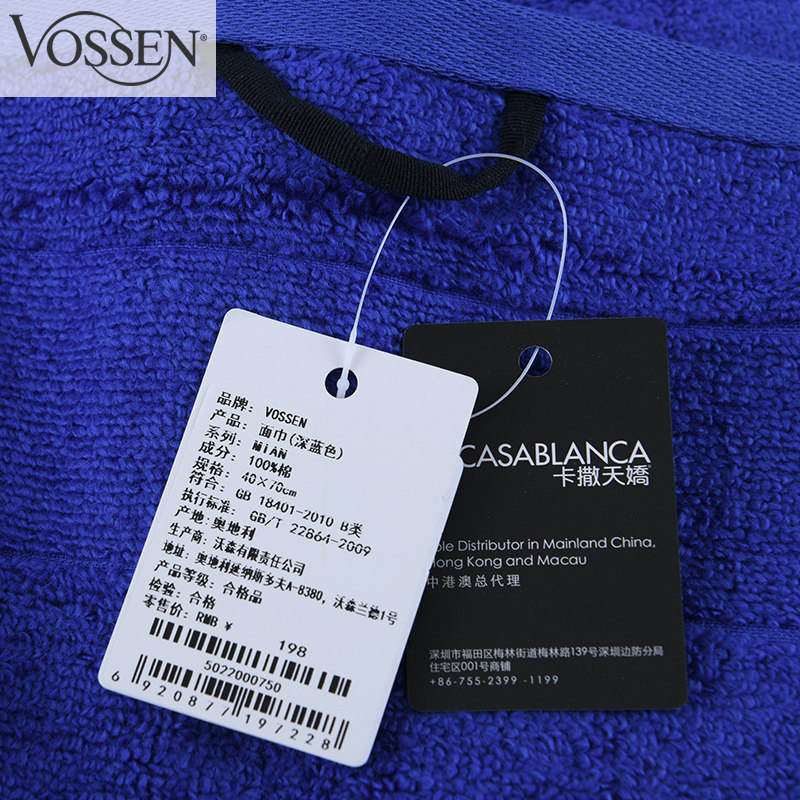 VOSSEN®
品牌: VOSSEN
产品: 面巾(深蓝色)
系列: MiAN
成分: 100%棉
规格: 40×70cm
符合: GB 18401-2010 B类
执行标准: GB/T 22864-2009
产地: 奥地利
生产商: 沃森有限责任公司
地址: 奥地利延纳斯多夫A-8380, 沃森兰德1号
产品等级: 合格品
检验: 合格
零售价: RMB ¥ 198
5022000750
6 920877 197228
CASABLANCA
卡撒天嬌
Distributor in Mainland China,
Kong and Macau
中港澳总代理
深圳市福田区梅林街道梅林路139号深圳边防分局
住宅区001号商铺
+86-755-2399 -1199